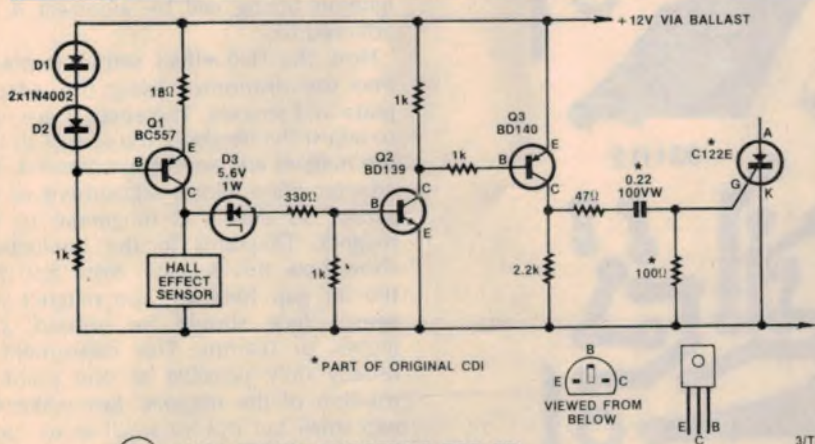 +12V VIA BALLAST
D1
2x1N4002
D2
18Ω
Q1
BC557
B
E
C
D3
5.6V
1W
330Ω
1k
HALL
EFFECT
SENSOR
1k
1k
Q2
BD139
B
C
E
1k
Q3
BD140
B
E
C
47Ω
0.22
100VW
2.2k
*
100Ω
A
*
C122E
G
K
*PART OF ORIGINAL CDI
B
E
C
VIEWED FROM
BELOW
E
C
B
3/T